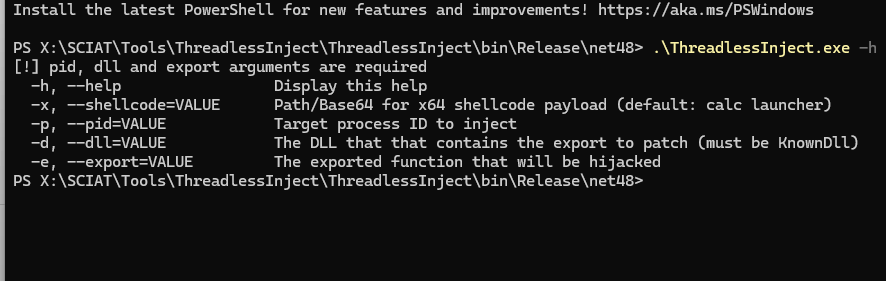 Install the latest PowerShell for new features and improvements! https://aka.ms/PSWindows
PS X:\SCIAT\Tools\ThreadlessInject\ThreadlessInject\bin\Release\net48> .\ThreadlessInject.exe -h
[!] pid, dll and export arguments are required
  -h, --help                 Display this help
  -x, --shellcode=VALUE      Path/Base64 for x64 shellcode payload (default: calc launcher)
  -p, --pid=VALUE            Target process ID to inject
  -d, --dll=VALUE            The DLL that that contains the export to patch (must be KnownDll)
  -e, --export=VALUE         The exported function that will be hijacked
PS X:\SCIAT\Tools\ThreadlessInject\ThreadlessInject\bin\Release\net48>